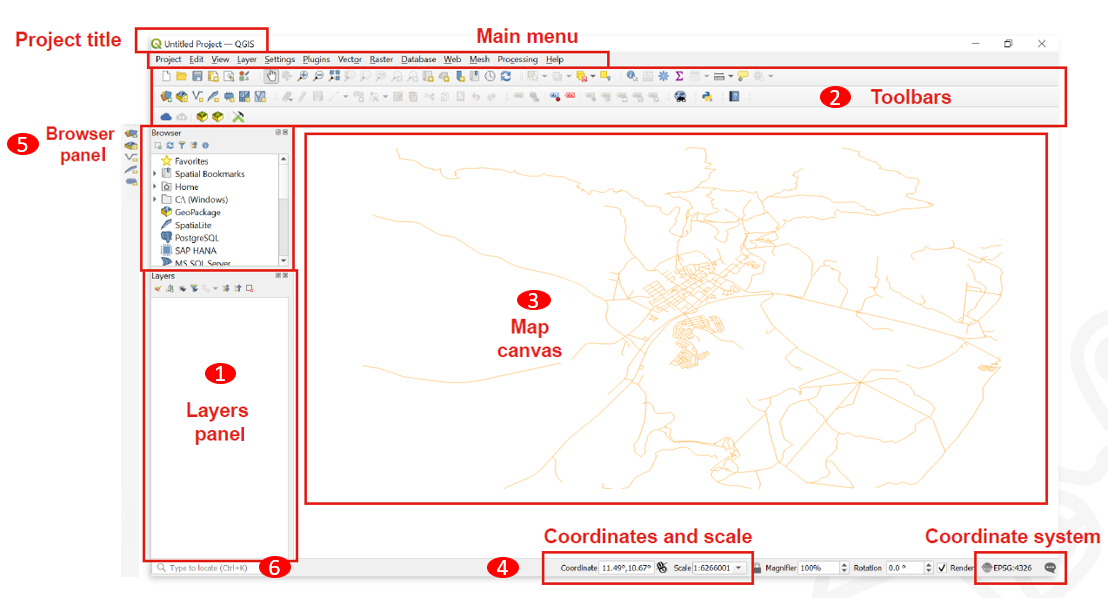 Project title
Untitled Project — QGIS
Main menu
Project Edit View Layer Settings Plugins Vector Raster Database Web Mesh Processing Help
2 Toolbars
5 Browser
panel
Browser
Favorites
Spatial Bookmarks
Home
C:\ (Windows)
GeoPackage
SpatiaLite
PostgreSQL
SAP HANA
MS SQL Server
Layers
1
Layers
panel
3
Map
canvas
Coordinates and scale
Coordinate system
Type to locate (Ctrl+K)
6
4
Coordinate 11.49°,10.67° Scale 1:6266001 Magnifier 100% Rotation 0.0 ° Render EPSG:4326